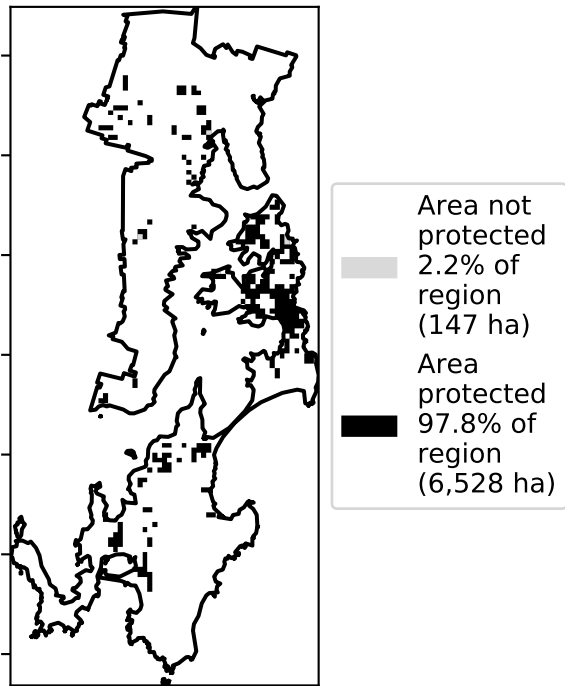 Area not
protected
2.2% of
region
(147 ha)
Area
protected
97.8% of
region
(6,528 ha)